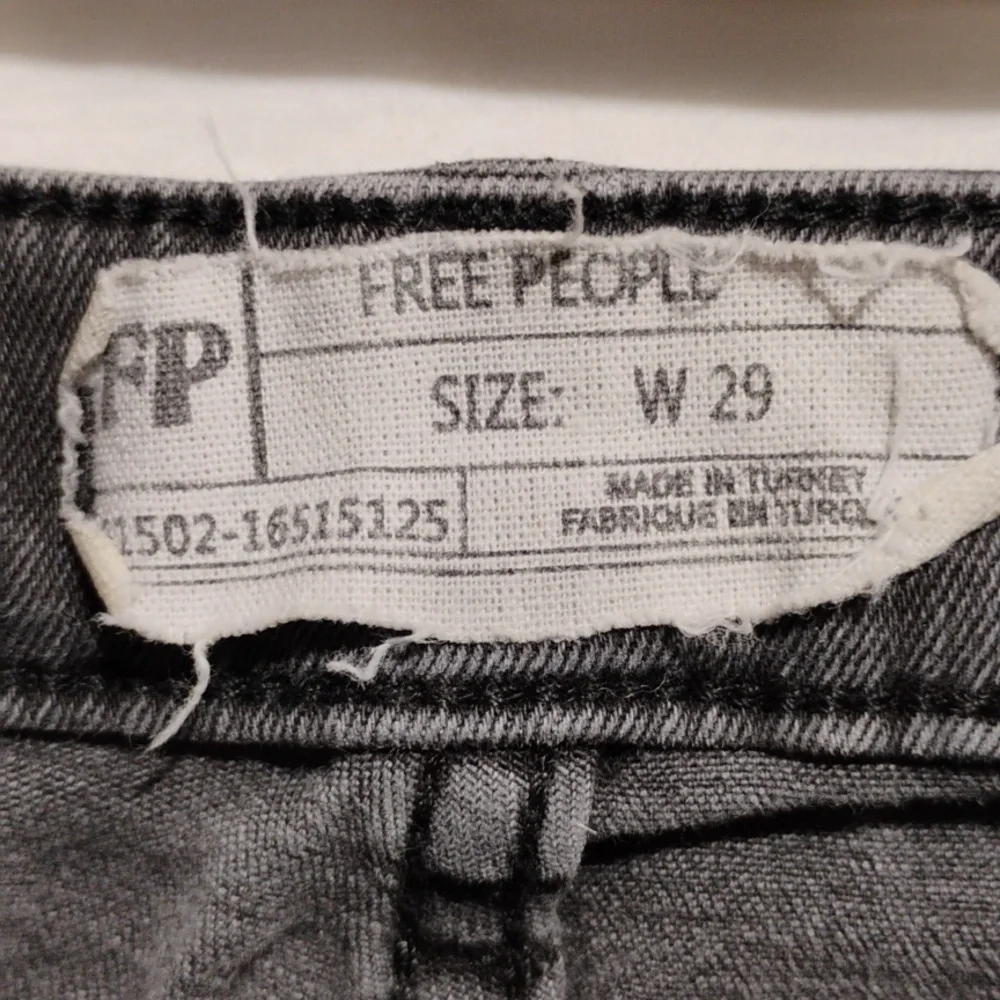 FREE PEOPLE
FP
SIZE: W 29
1502-16515125
MADE IN TURKEY
FABRIQUE EN TURQ